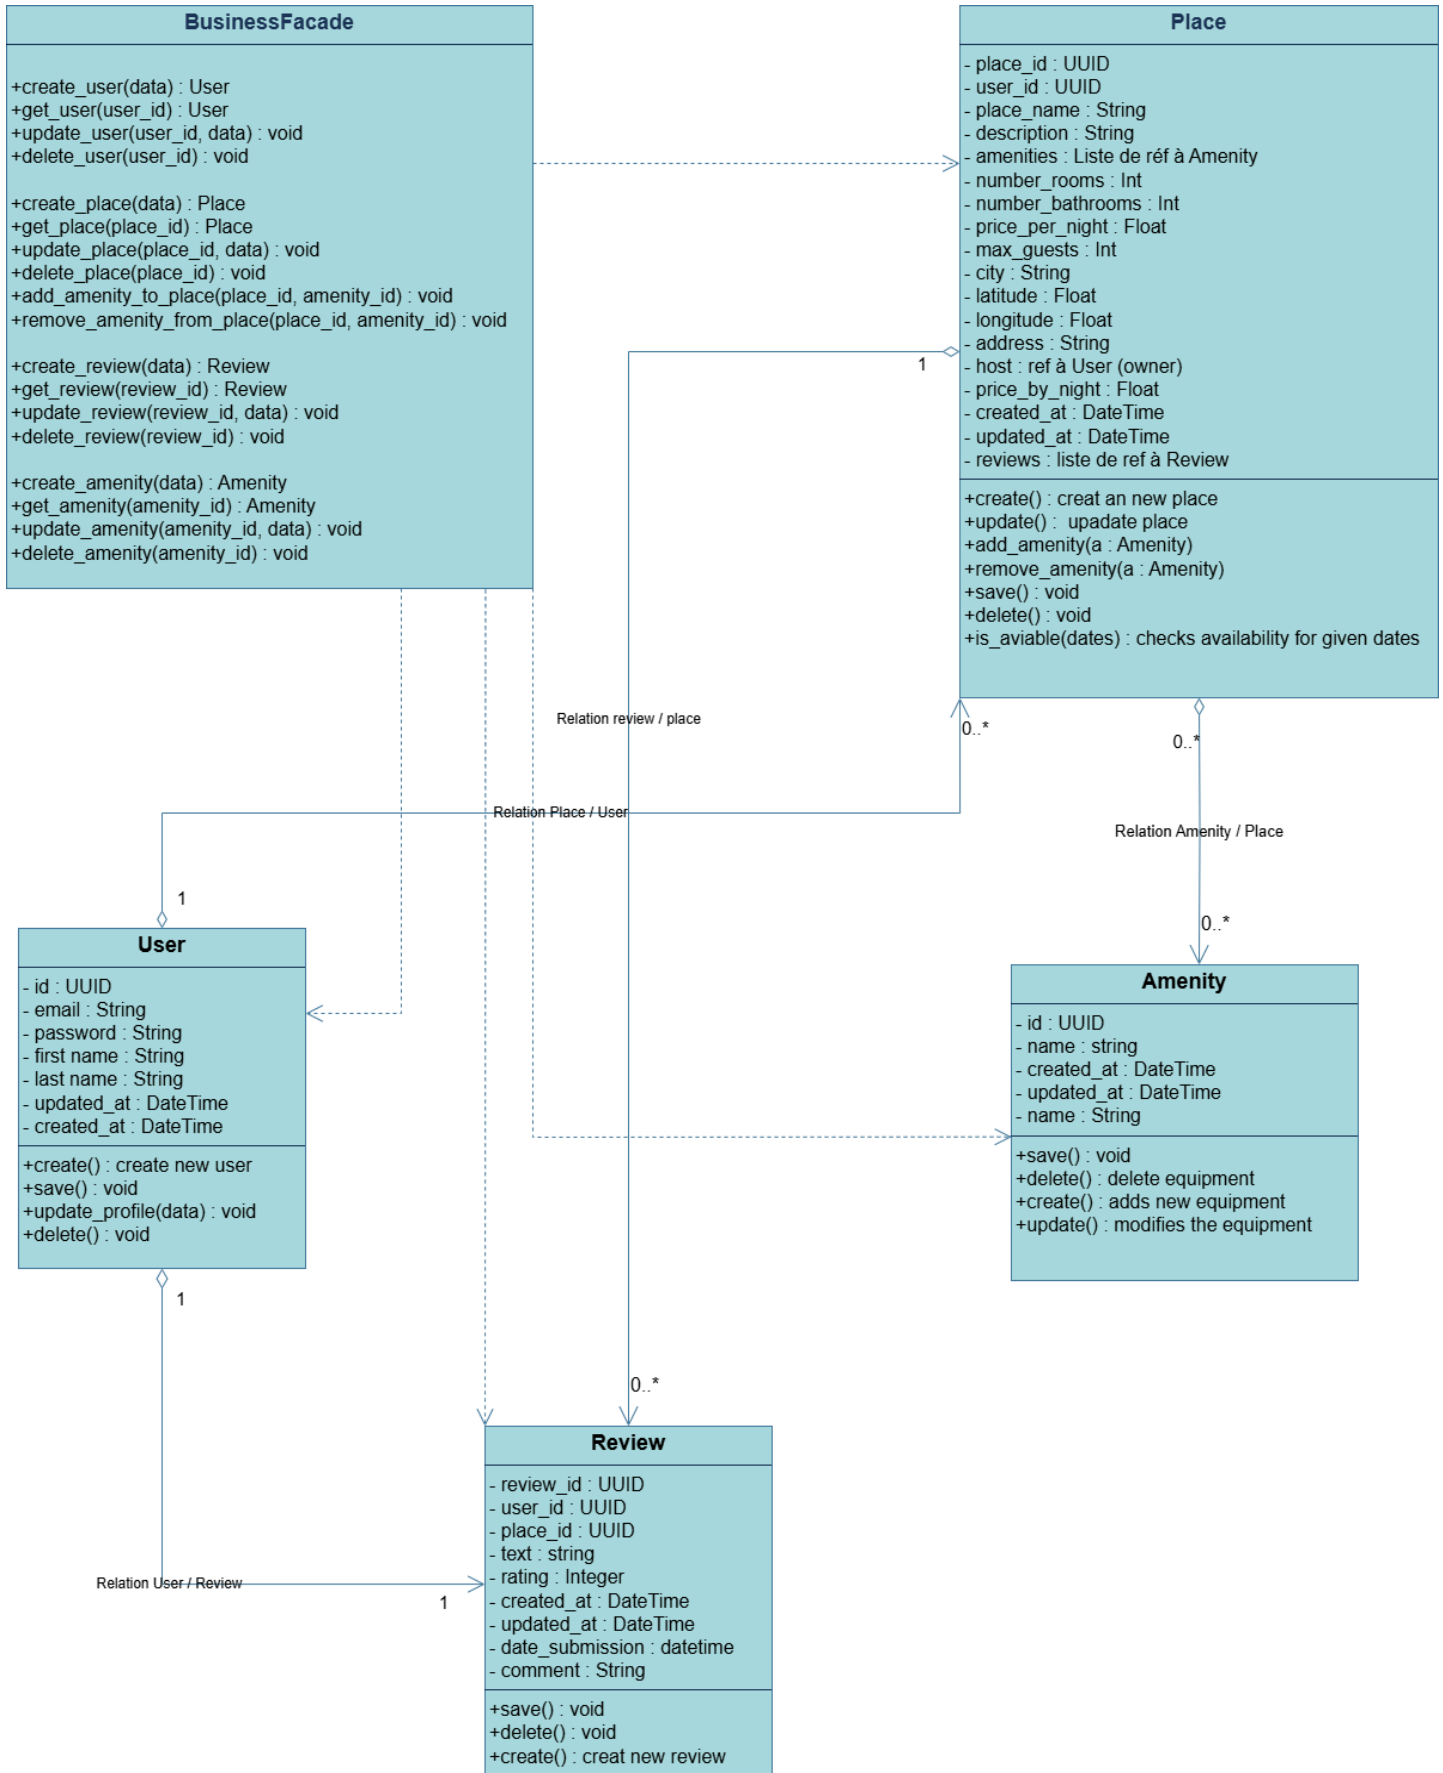 BusinessFacade
+create_user(data) : User
+get_user(user_id) : User
+update_user(user_id, data) : void
+delete_user(user_id) : void
+create_place(data) : Place
+get_place(place_id) : Place
+update_place(place_id, data) : void
+delete_place(place_id) : void
+add_amenity_to_place(place_id, amenity_id) : void
+remove_amenity_from_place(place_id, amenity_id) : void
+create_review(data) : Review
+get_review(review_id) : Review
+update_review(review_id, data) : void
+delete_review(review_id) : void
+create_amenity(data) : Amenity
+get_amenity(amenity_id) : Amenity
+update_amenity(amenity_id, data) : void
+delete_amenity(amenity_id) : void
Place
- place_id : UUID
- user_id : UUID
- place_name : String
- description : String
- amenities : Liste de réf à Amenity
- number_rooms : Int
- number_bathrooms : Int
- price_per_night : Float
- max_guests : Int
- city : String
- latitude : Float
- longitude : Float
- address : String
- host : ref à User (owner)
- price_by_night : Float
- created_at : DateTime
- updated_at : DateTime
- reviews : liste de ref à Review
+create() : creat an new place
+update() :  upadate place
+add_amenity(a : Amenity)
+remove_amenity(a : Amenity)
+save() : void
+delete() : void
+is_aviable(dates) : checks availability for given dates
1
Relation review / place
0..*
0..*
Relation Place / User
Relation Amenity / Place
1
0..*
User
- id : UUID
- email : String
- password : String
- first name : String
- last name : String
- updated_at : DateTime
- created_at : DateTime
+create() : create new user
+save() : void
+update_profile(data) : void
+delete() : void
Amenity
- id : UUID
- name : string
- created_at : DateTime
- updated_at : DateTime
- name : String
+save() : void
+delete() : delete equipment
+create() : adds new equipment
+update() : modifies the equipment
1
0..*
Relation User / Review
1
Review
- review_id : UUID
- user_id : UUID
- place_id : UUID
- text : string
- rating : Integer
- created_at : DateTime
- updated_at : DateTime
- date_submission : datetime
- comment : String
+save() : void
+delete() : void
+create() : creat new review